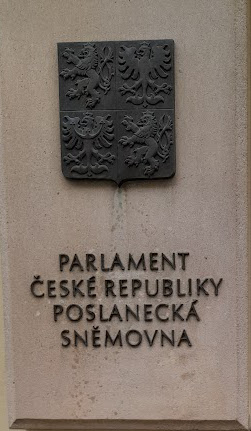 PARLAMENT
ČESKÉ REPUBLIKY
POSLANECKÁ
SNĚMOVNA